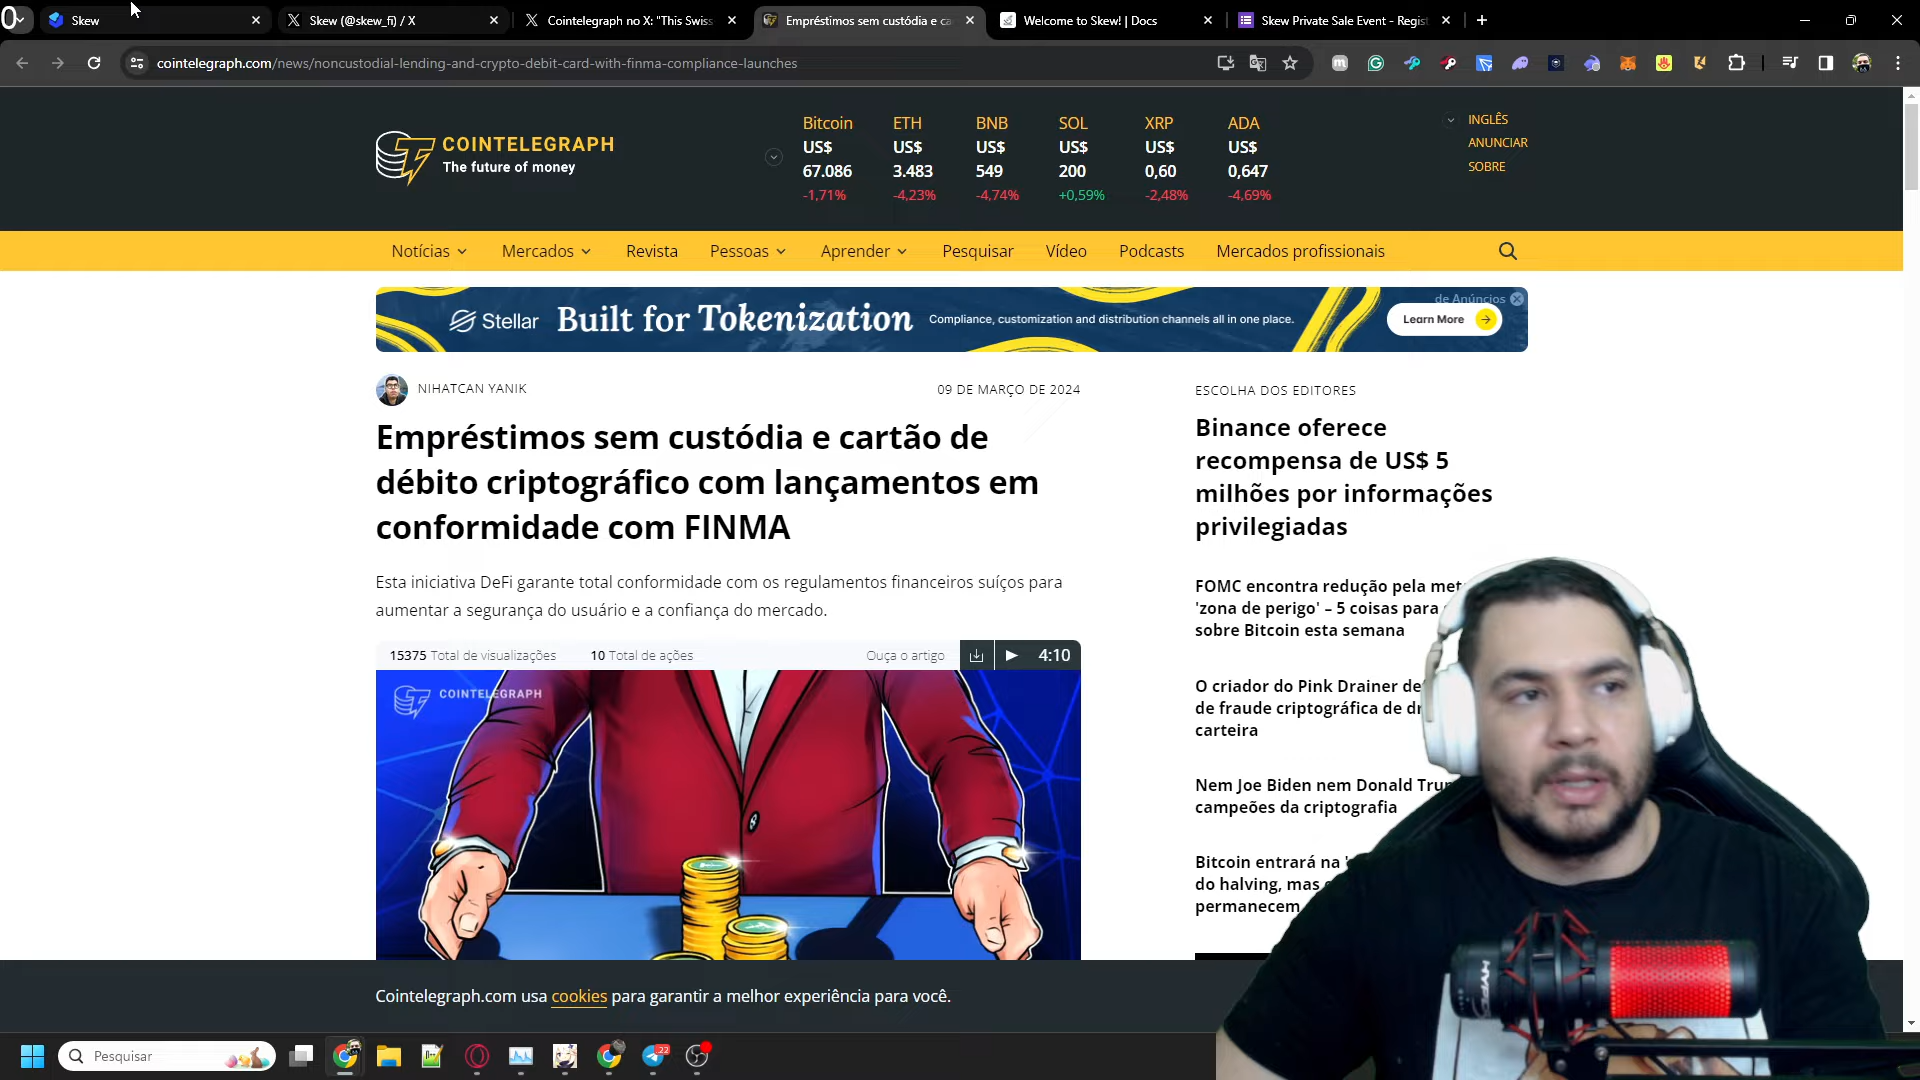 Skew
Skew (@skew_fi) / X
Cointelegraph no X: "This Swiss
Empréstimos sem custódia e ca
Welcome to Skew! | Docs
Skew Private Sale Event - Regist
cointelegraph.com/news/noncustodial-lending-and-crypto-debit-card-with-finma-compliance-launches
COINTELEGRAPH
The future of money
Bitcoin
US$
67.086
-1,71%
ETH
US$
3.483
-4,23%
BNB
US$
549
-4,74%
SOL
US$
200
+0,59%
XRP
US$
0,60
-2,48%
ADA
US$
0,647
-4,69%
INGLÊS
ANUNCIAR
SOBRE
Notícias
Mercados
Revista
Pessoas
Aprender
Pesquisar
Vídeo
Podcasts
Mercados profissionais
de Anúncios
Stellar
Built for Tokenization
Compliance, customization and distribution channels all in one place.
Learn More
NIHATCAN YANIK
09 DE MARÇO DE 2024
Empréstimos sem custódia e cartão de
débito criptográfico com lançamentos em
conformidade com FINMA
Esta iniciativa DeFi garante total conformidade com os regulamentos financeiros suíços para
aumentar a segurança do usuário e a confiança do mercado.
15375 Total de visualizações
10 Total de ações
Ouça o artigo
4:10
COINTELEGRAPH
ESCOLHA DOS EDITORES
Binance oferece
recompensa de US$ 5
milhões por informações
privilegiadas
FOMC encontra redução pela met
'zona de perigo' – 5 coisas para
sobre Bitcoin esta semana
O criador do Pink Drainer de
de fraude criptográfica de dr
carteira
Nem Joe Biden nem Donald Tru
campeões da criptografia
Bitcoin entrará na
do halving, mas
permanecem
Cointelegraph.com usa cookies para garantir a melhor experiência para você.
Pesquisar
22